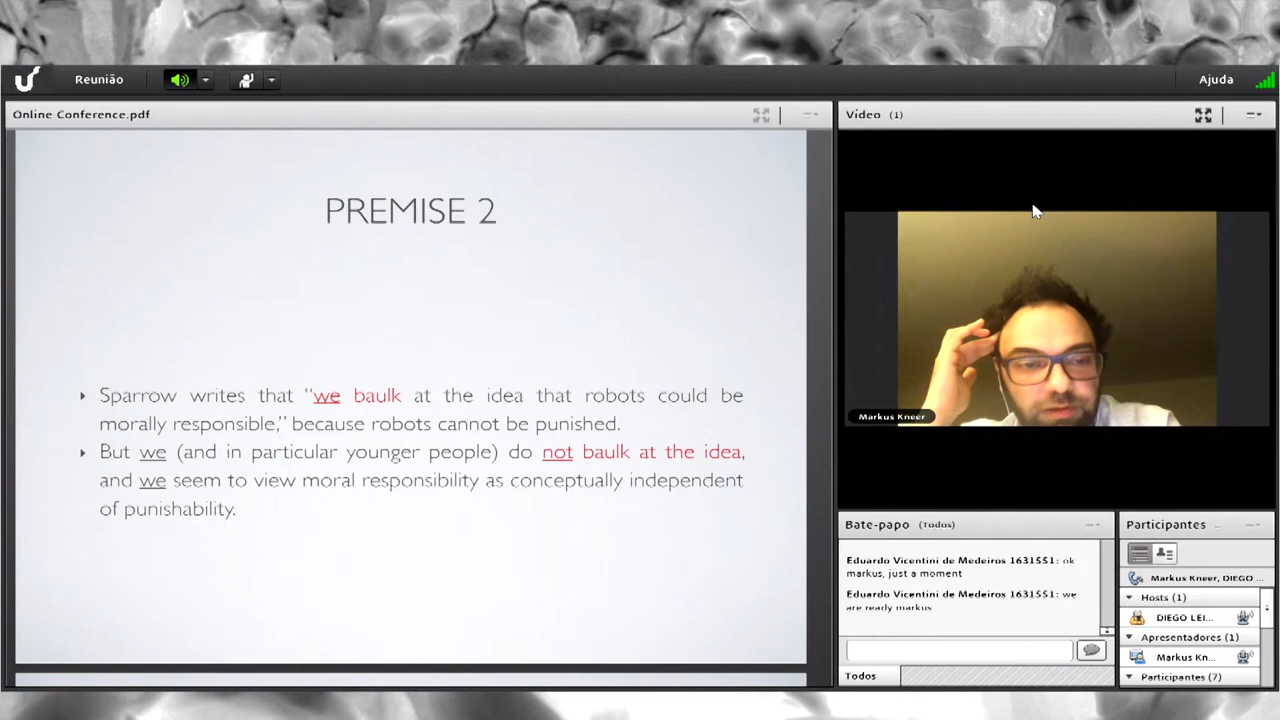 Reunião
Ajuda
Online Conference.pdf
PREMISE 2
Sparrow writes that “we baulk at the idea that robots could be
morally responsible,” because robots cannot be punished.
But we (and in particular younger people) do not baulk at the idea,
and we seem to view moral responsibility as conceptually independent
of punishability.
Vídeo (1)
Markus Kneer
Bate-papo (Todos)
Eduardo Vicentini de Medeiros 1631551: ok
markus, just a moment
Eduardo Vicentini de Medeiros 1631551: we
are ready markus
Todos
Participantes ..
Markus Kneer, DIEGO ...
Hosts (1)
DIEGO LEI...
Apresentadores (1)
Markus Kn...
Participantes (7)